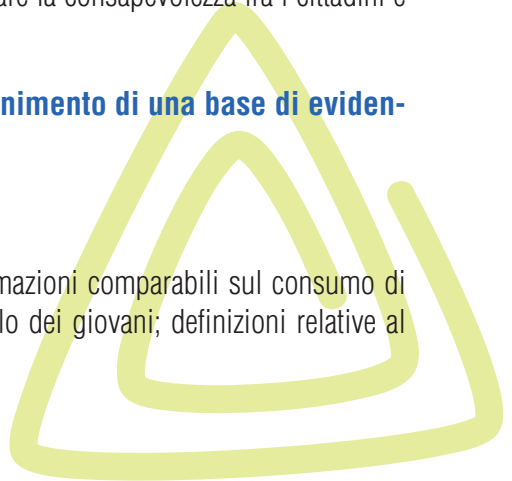 la consapevolezza fra i cittadini e
nimento di una base di eviden-
mazioni comparabili sul consumo di
lo dei giovani; definizioni relative al